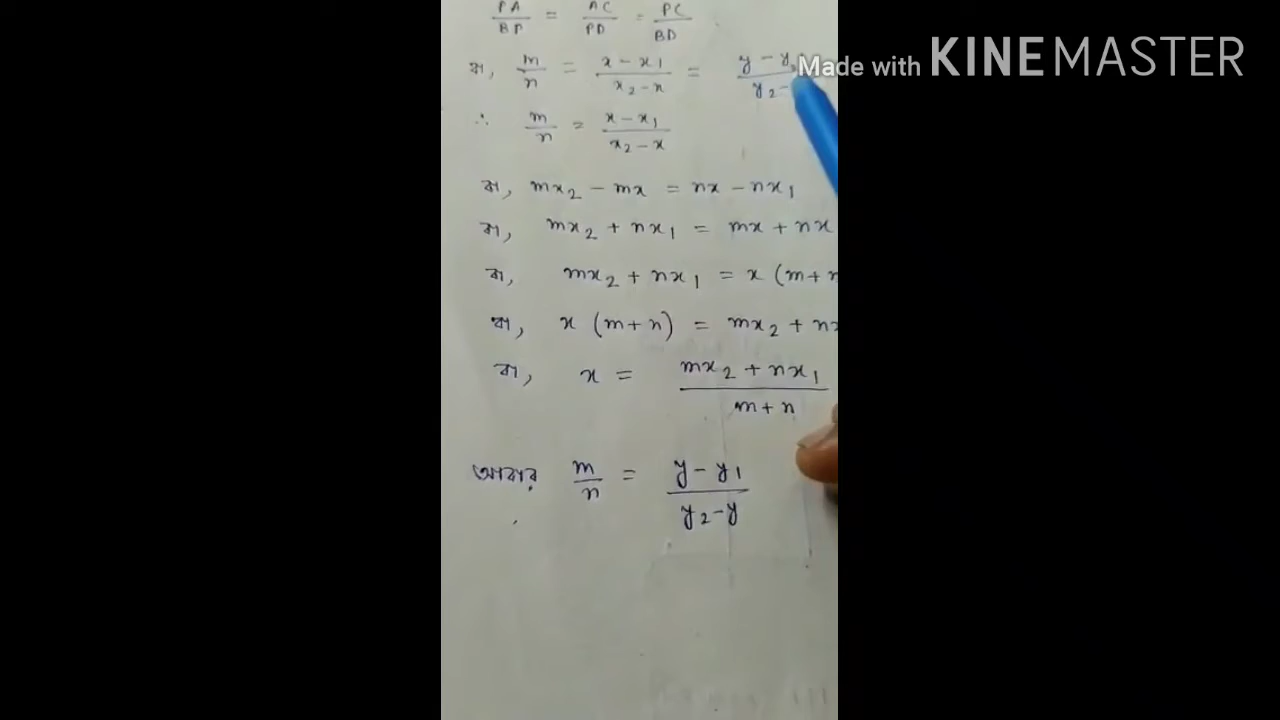 PA/BP = AC/PD = PC/BD
Made with KINEMASTER
বা, m/n = x - x₁/x₂ - x = y - y/y₂ -
∴ m/n = x - x₁/x₂ - x
বা, mx₂ - mx = nx - nx₁
বা, mx₂ + nx₁ = mx + nx
বা, mx₂ + nx₁ = x (m + n
বা, x (m + n) = mx₂ + nx
বা, x = mx₂ + nx₁/m + n
আবার m/n = y - y₁/y₂ - y